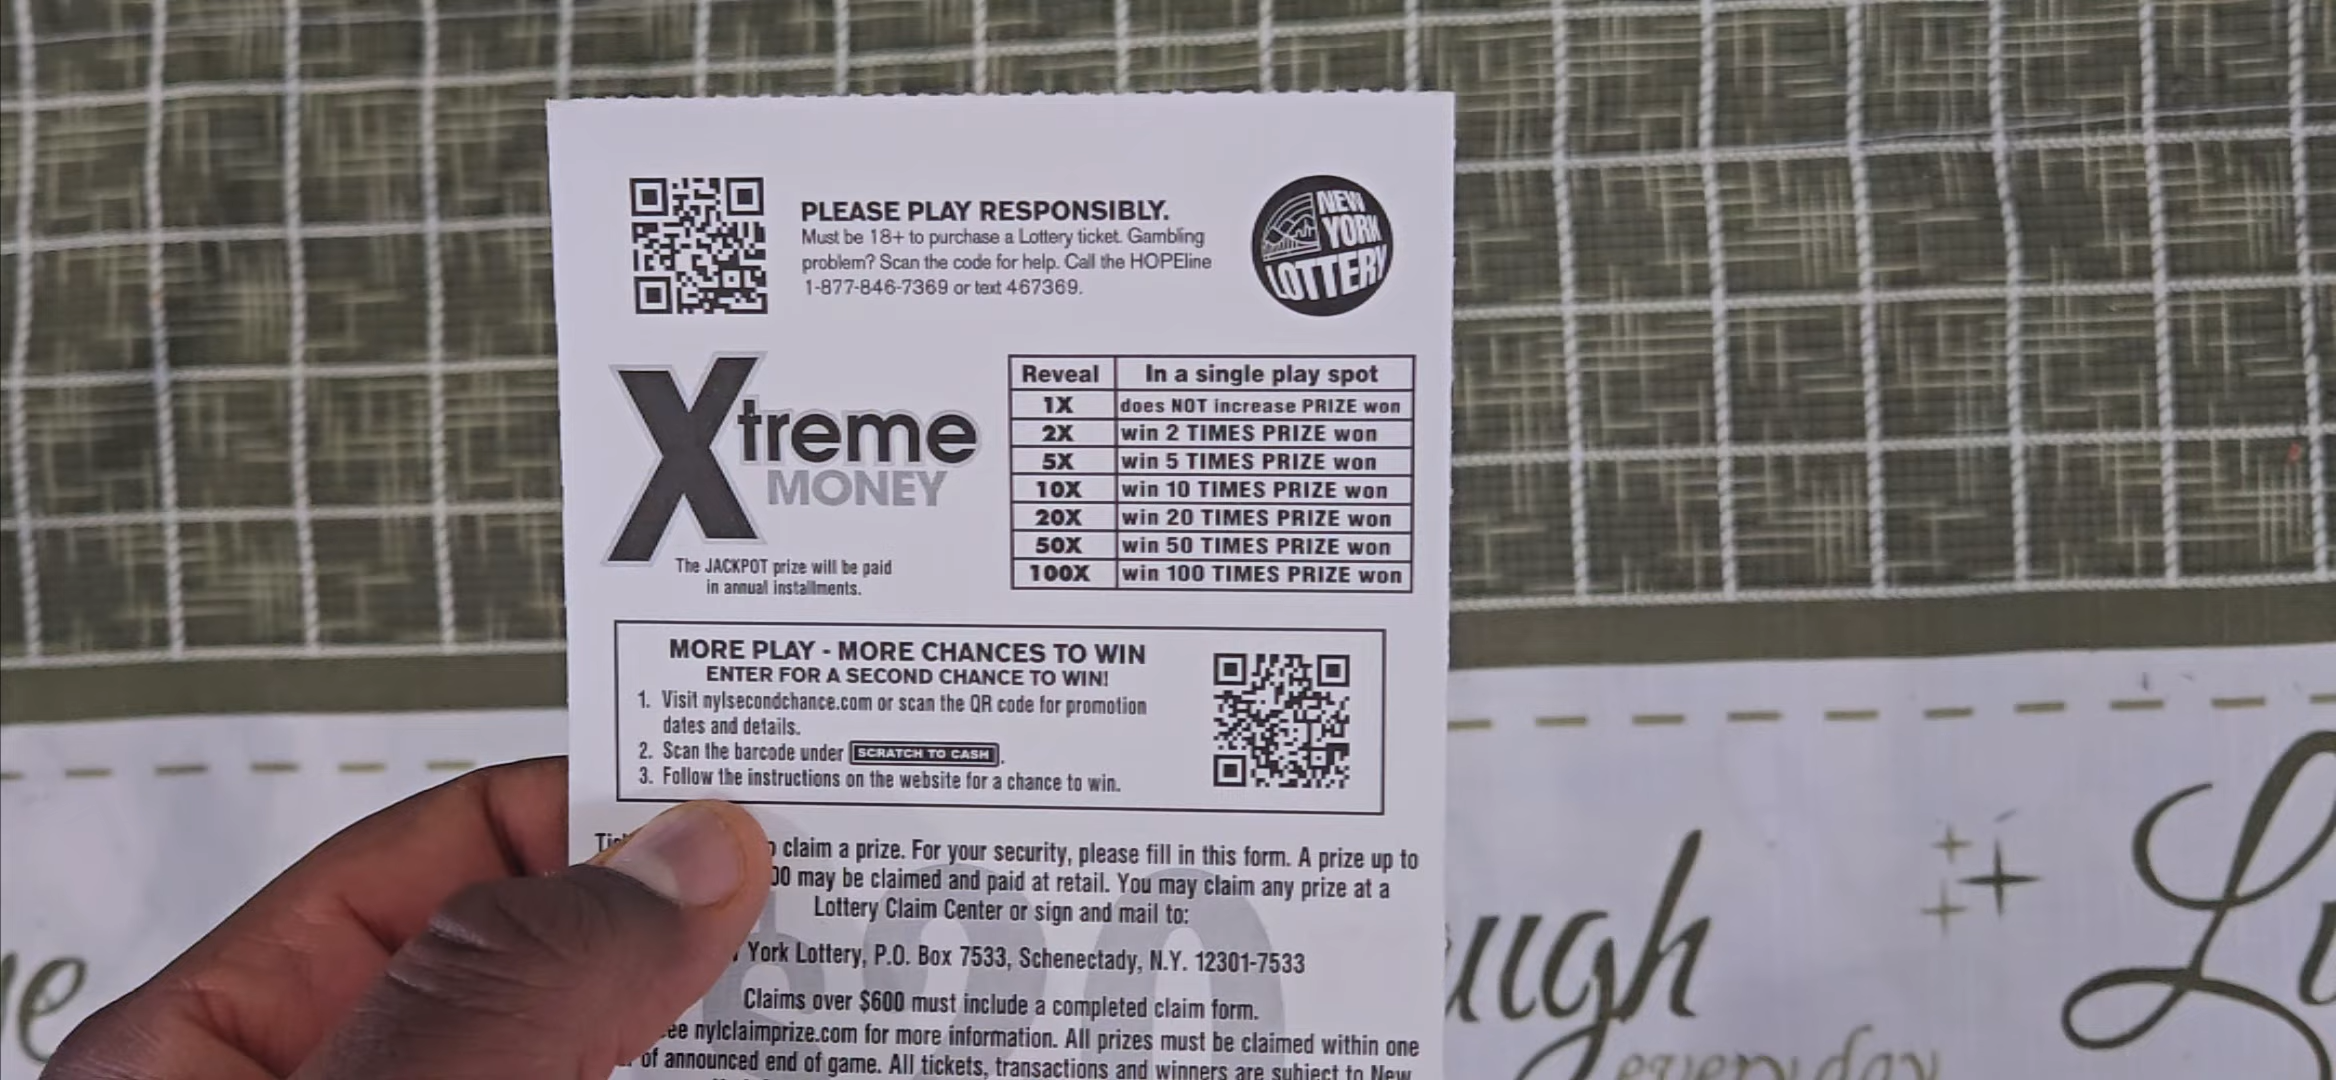 PLEASE PLAY RESPONSIBLY.
Must be 18+ to purchase a Lottery ticket. Gambling
problem? Scan the code for help. Call the HOPEline
1-877-846-7369 or text 467369.
NEW
YORK
LOTTERY
Xtreme
MONEY
The JACKPOT prize will be paid
in annual installments.
Reveal In a single play spot
1X does NOT increase PRIZE won
2X win 2 TIMES PRIZE won
5X win 5 TIMES PRIZE won
10X win 10 TIMES PRIZE won
20X win 20 TIMES PRIZE won
50X win 50 TIMES PRIZE won
100X win 100 TIMES PRIZE won
MORE PLAY - MORE CHANCES TO WIN
ENTER FOR A SECOND CHANCE TO WIN!
1. Visit nylsecondchance.com or scan the QR code for promotion
dates and details.
2. Scan the barcode under SCRATCH TO CASH.
3. Follow the instructions on the website for a chance to win.
claim a prize. For your security, please fill in this form. A prize up to
may be claimed and paid at retail. You may claim any prize at a
Lottery Claim Center or sign and mail to:
York Lottery, P.O. Box 7533, Schenectady, N.Y. 12301-7533
Claims over $600 must include a completed claim form.
nylclaimprize.com for more information. All prizes must be claimed within one
of announced end of game. All tickets, transactions and winners are subject to New
everyday